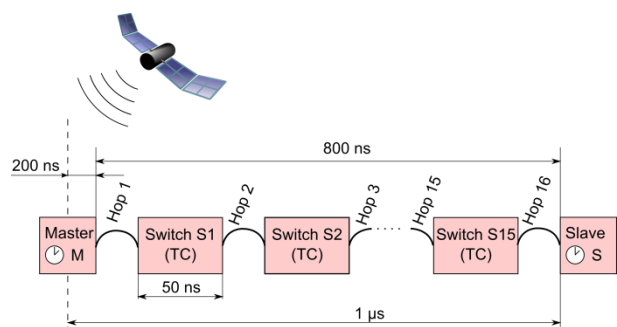 800 ns
200 ns
Hop 1
Hop 2
Hop 3
Hop 15
Hop 16
Master
M
Switch S1
(TC)
Switch S2
(TC)
Switch S15
(TC)
Slave
S
50 ns
1 µs